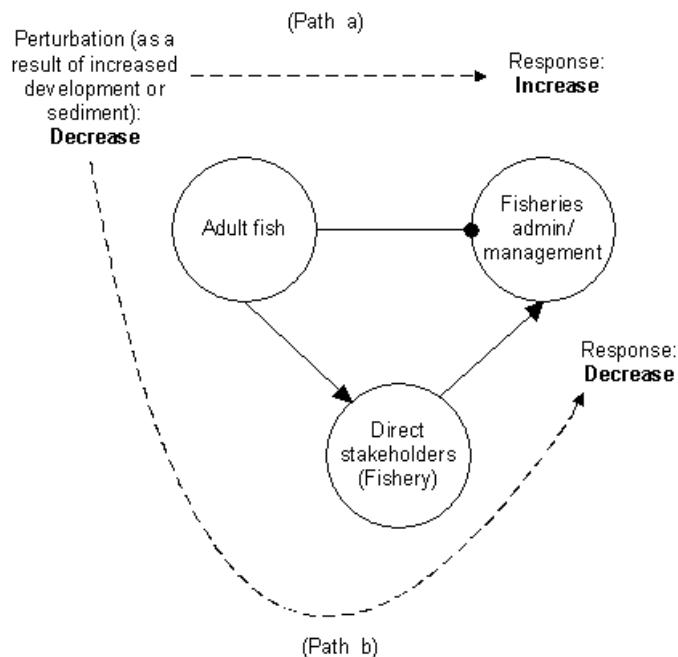 (Path a)
Perturbation (as a
result of increased
development or
sediment):
Decrease
Response:
Increase
Adult fish
Fisheries
admin/
management
Response:
Decrease
Direct
stakeholders
(Fishery)
(Path b)